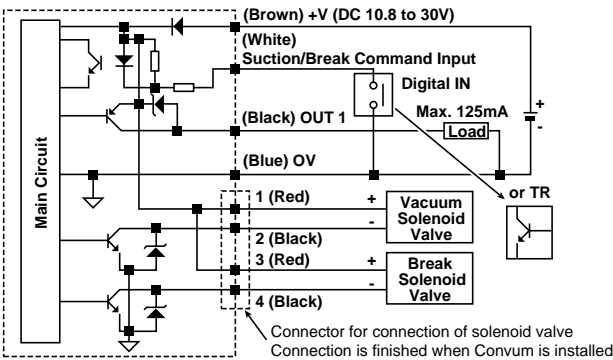 (Brown) +V (DC 10.8 to 30V)
(White)
Suction/Break Command Input
Digital IN
(Black) OUT 1
Max. 125mA
Load
+
-
(Blue) OV
Main Circuit
or TR
1 (Red)
+
-
Vacuum
Solenoid
Valve
2 (Black)
3 (Red)
+
-
Break
Solenoid
Valve
4 (Black)
Connector for connection of solenoid valve
Connection is finished when Convum is installed